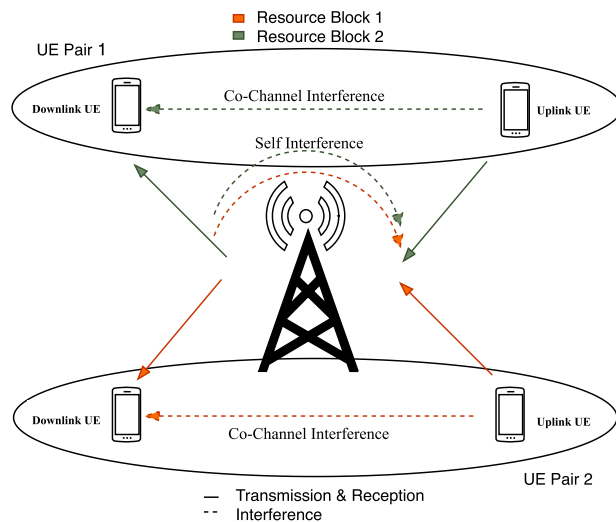 Resource Block 1
Resource Block 2
UE Pair 1
Co-Channel Interference
Downlink UE
Uplink UE
Self Interference
Downlink UE
Uplink UE
Co-Channel Interference
UE Pair 2
Transmission & Reception
Interference